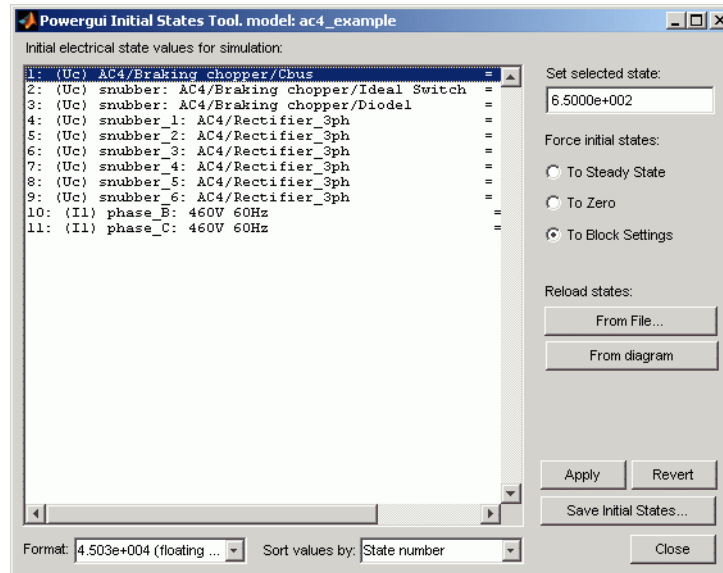 Powergui Initial States Tool. model: ac4_example
Initial electrical state values for simulation:
1: (Uc) AC4/Braking chopper/Cbus =
2: (Uc) snubber: AC4/Braking chopper/Ideal Switch =
3: (Uc) snubber: AC4/Braking chopper/Diode1 =
4: (Uc) snubber_1: AC4/Rectifier_3ph =
5: (Uc) snubber_2: AC4/Rectifier_3ph =
6: (Uc) snubber_3: AC4/Rectifier_3ph =
7: (Uc) snubber_4: AC4/Rectifier_3ph =
8: (Uc) snubber_5: AC4/Rectifier_3ph =
9: (Uc) snubber_6: AC4/Rectifier_3ph =
10: (Il) phase_B: 460V 60Hz =
11: (Il) phase_C: 460V 60Hz =
Set selected state:
6.5000e+002
Force initial states:
To Steady State
To Zero
To Block Settings
Reload states:
From File...
From diagram
Apply Revert
Save Initial States...
Format: 4.503e+004 (floating ... Sort values by: State number Close